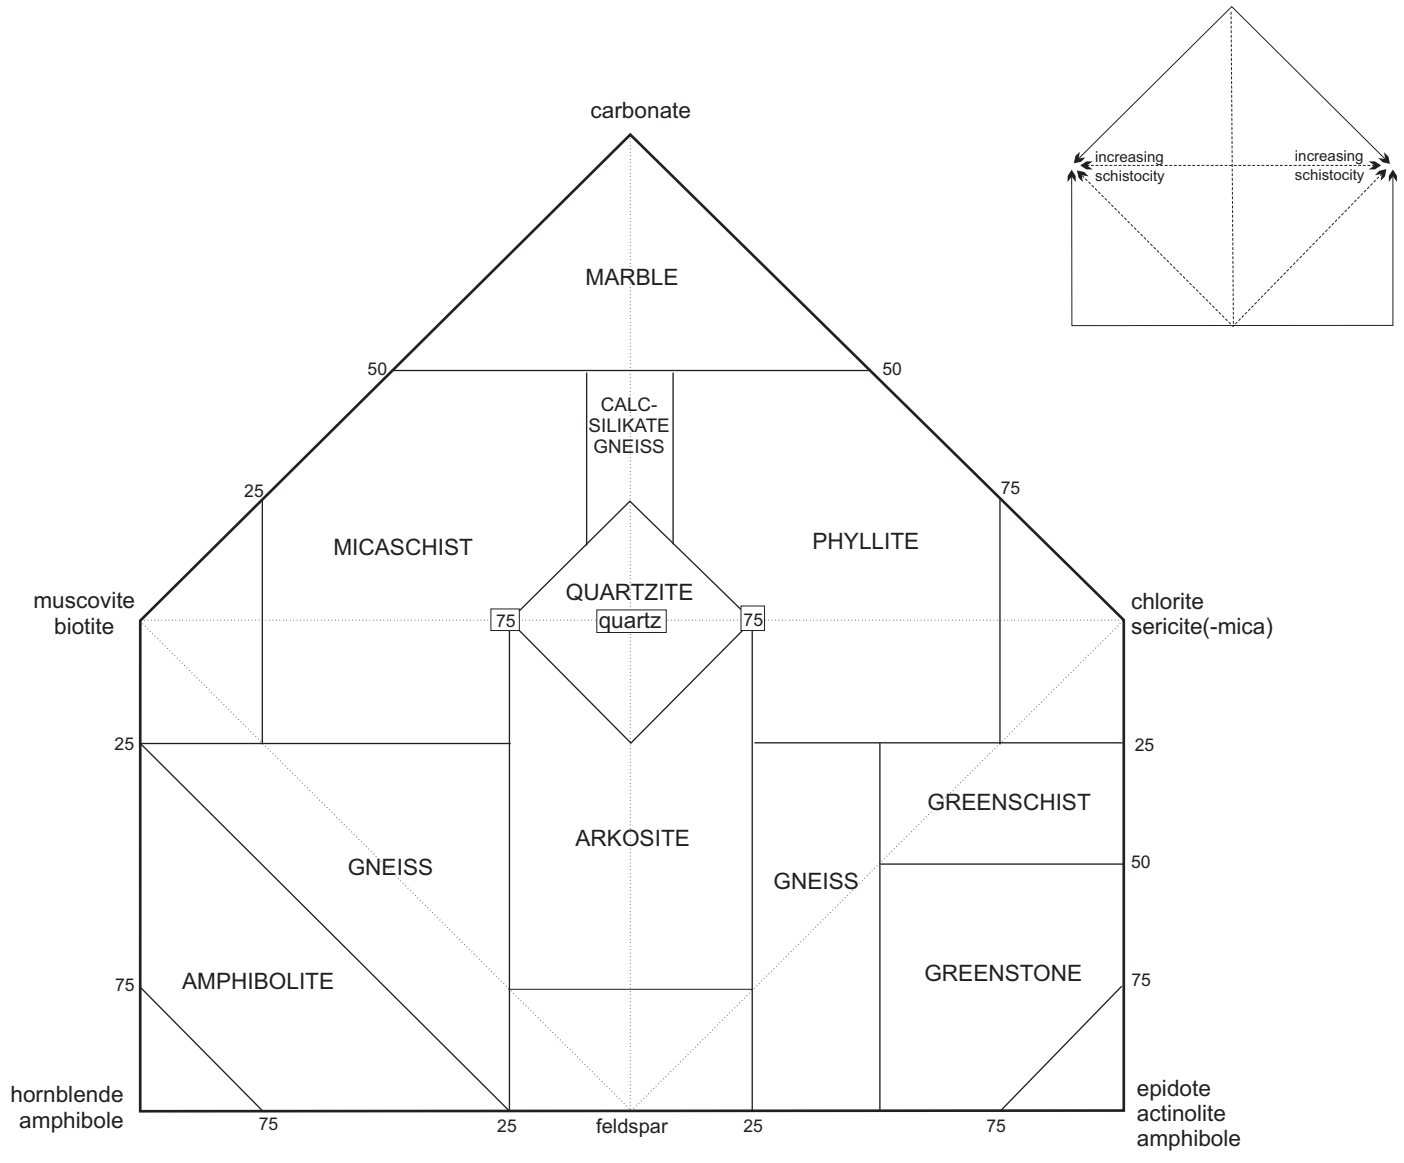 carbonate
increasing
schistocity
increasing
schistocity
MARBLE
50
50
CALC-
SILIKATE
GNEISS
25
75
MICASCHIST
PHYLLITE
QUARTZITE
muscovite
biotite
75
quartz
75
chlorite
sericite(-mica)
25
25
GREENSCHIST
ARKOSITE
GNEISS
GNEISS
50
AMPHIBOLITE
GREENSTONE
75
75
hornblende
amphibole
75
25
feldspar
25
75
epidote
actinolite
amphibole